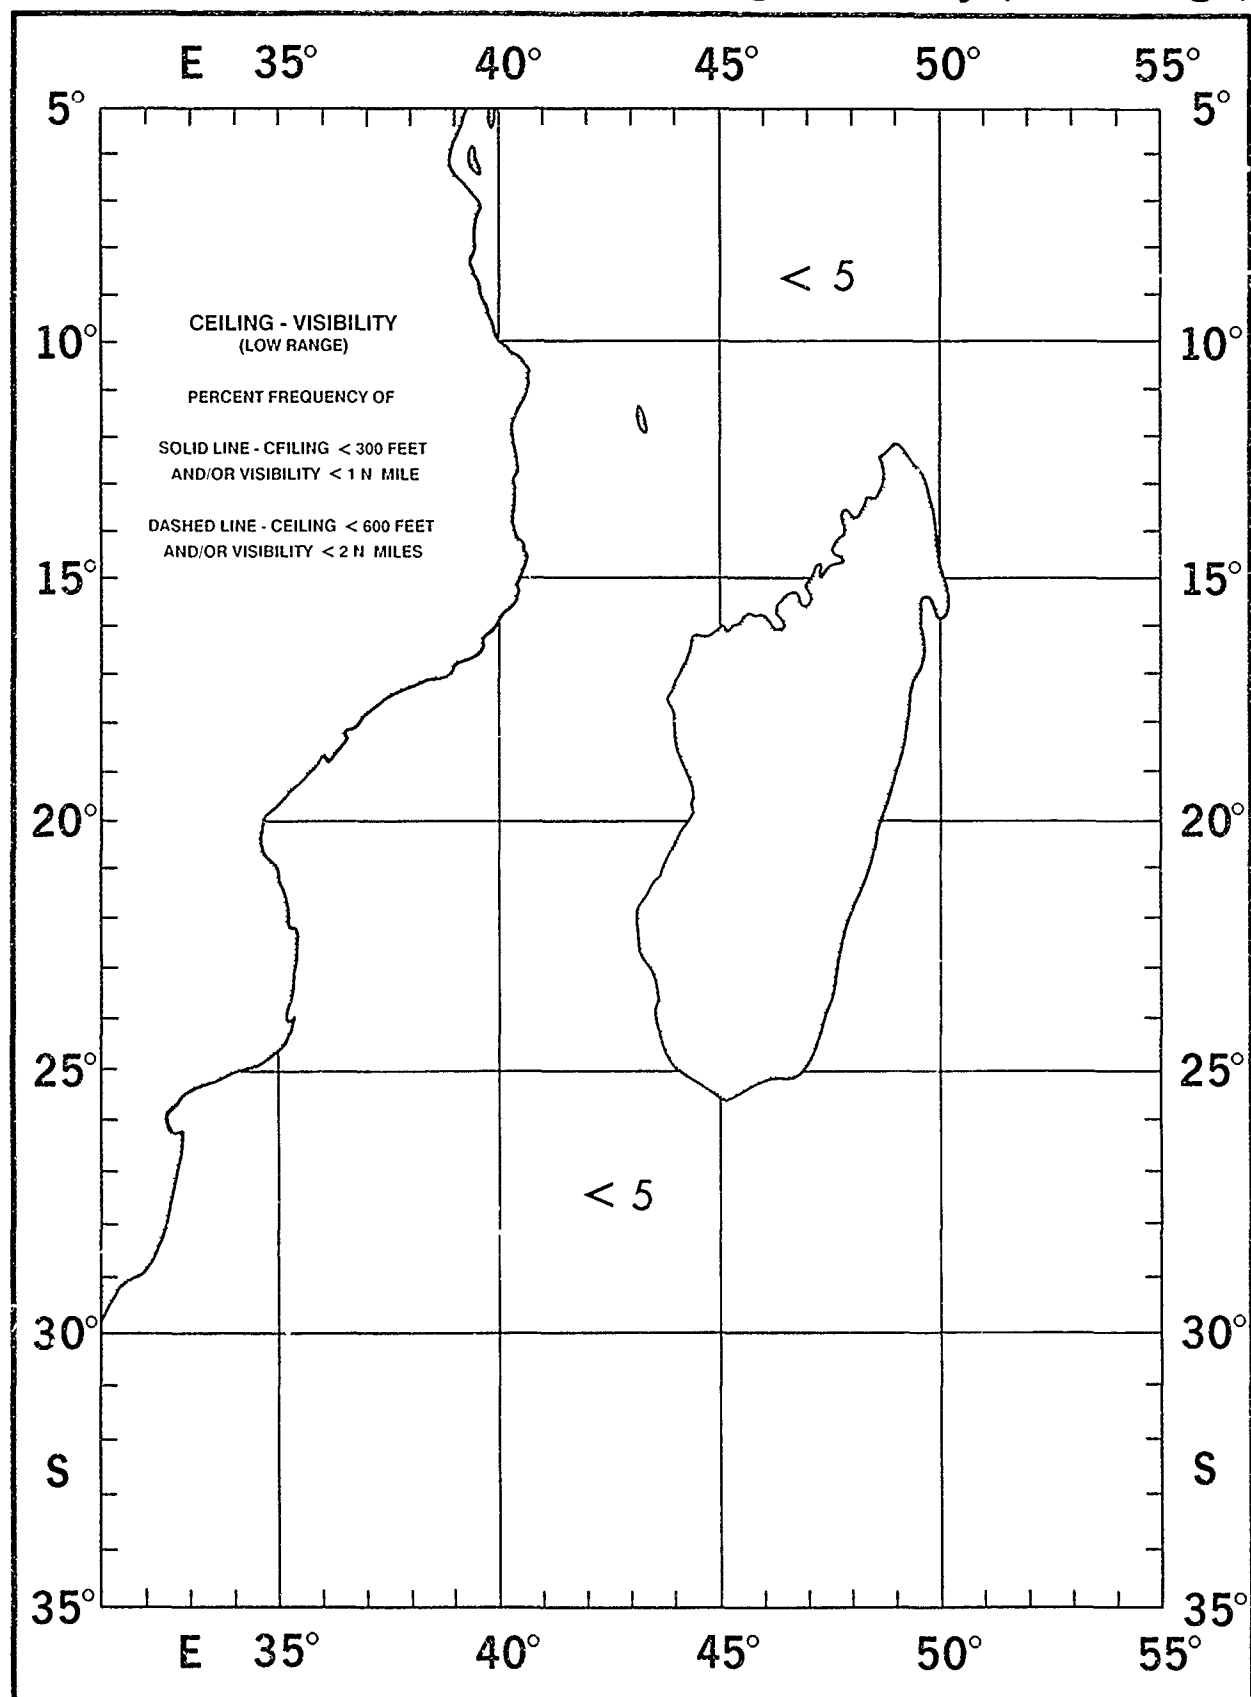 E 35° 40° 45° 50° 55°
5° 5°
< 5
CEILING - VISIBILITY
(LOW RANGE)
10° 10°
PERCENT FREQUENCY OF
SOLID LINE - CFILING < 300 FEET
AND/OR VISIBILITY < 1 N MILE
DASHED LINE - CEILING < 600 FEET
AND/OR VISIBILITY < 2 N MILES
15° 15°
20° 20°
25° 25°
< 5
30° 30°
S S
35° 35°
E 35° 40° 45° 50° 55°